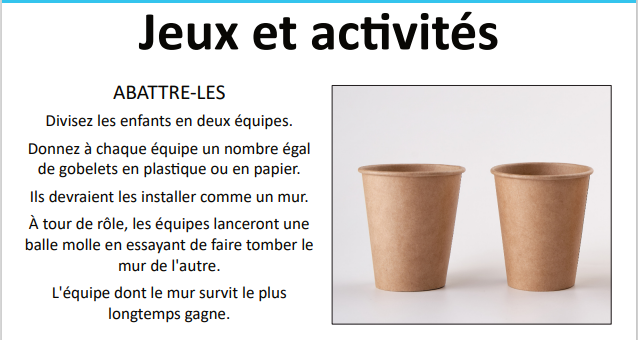 Jeux et activités
ABATTRE-LES
Divisez les enfants en deux équipes.
Donnez à chaque équipe un nombre égal
de gobelets en plastique ou en papier.
Ils devraient les installer comme un mur.
À tour de rôle, les équipes lanceront une
balle molle en essayant de faire tomber le
mur de l'autre.
L'équipe dont le mur survit le plus
longtemps gagne.